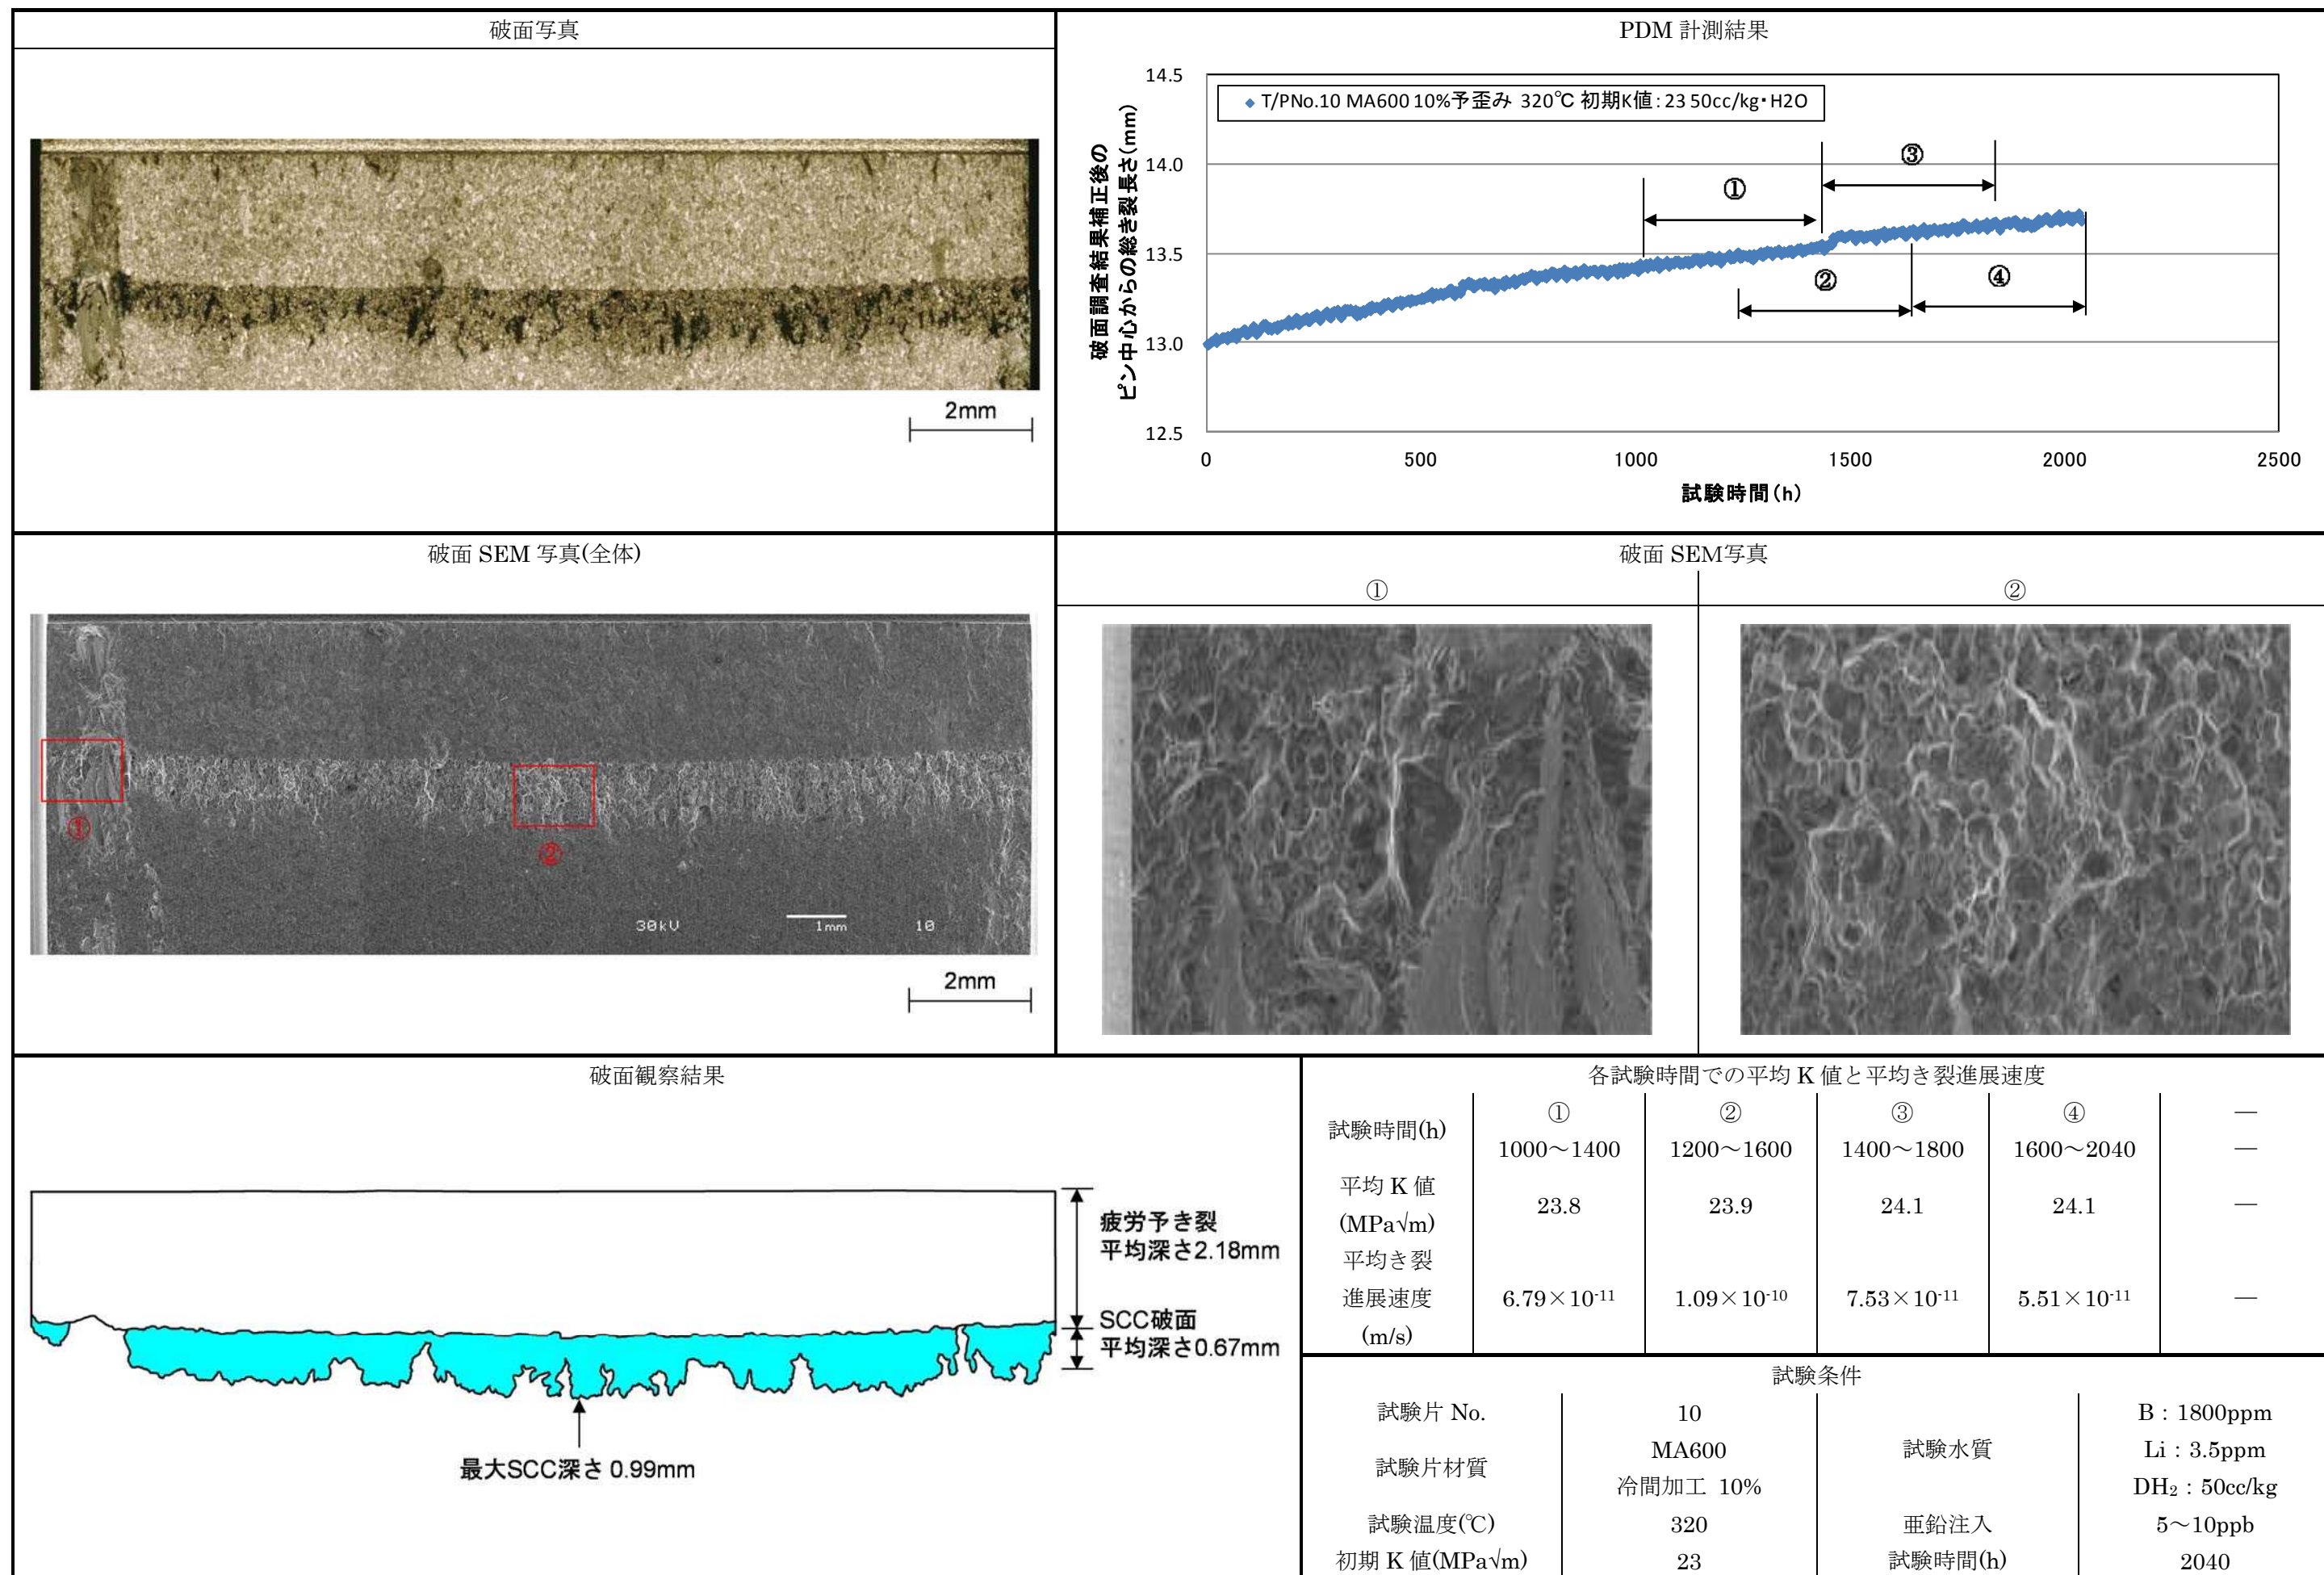 破面写真
2mm
PDM 計測結果
T/PNo.10 MA600 10%予歪み 320℃ 初期K値：23 50cc/kg・H2O
破面調査結果補正後の
ピン中心からの総き裂長さ(mm)
14.5
14.0
13.5
13.0
12.5
①
②
③
④
0 500 1000 1500 2000 2500
試験時間(h)
破面 SEM 写真(全体)
①
②
30kV 1mm 10
2mm
破面 SEM写真
① ②
破面観察結果
疲労予き裂
平均深さ2.18mm
SCC破面
平均深さ0.67mm
最大SCC深さ 0.99mm
各試験時間での平均 K 値と平均き裂進展速度
試験時間(h) ① ② ③ ④ —
1000～1400 1200～1600 1400～1800 1600～2040 —
平均 K 値
(MPa√m) 23.8 23.9 24.1 24.1 —
平均き裂
進展速度
(m/s) 6.79×10-11 1.09×10-10 7.53×10-11 5.51×10-11 —
試験条件
試験片 No. 10
試験片材質 MA600
冷間加工 10%
試験水質 B：1800ppm
Li：3.5ppm
DH2：50cc/kg
試験温度(℃) 320 亜鉛注入 5～10ppb
初期 K 値(MPa√m) 23 試験時間(h) 2040